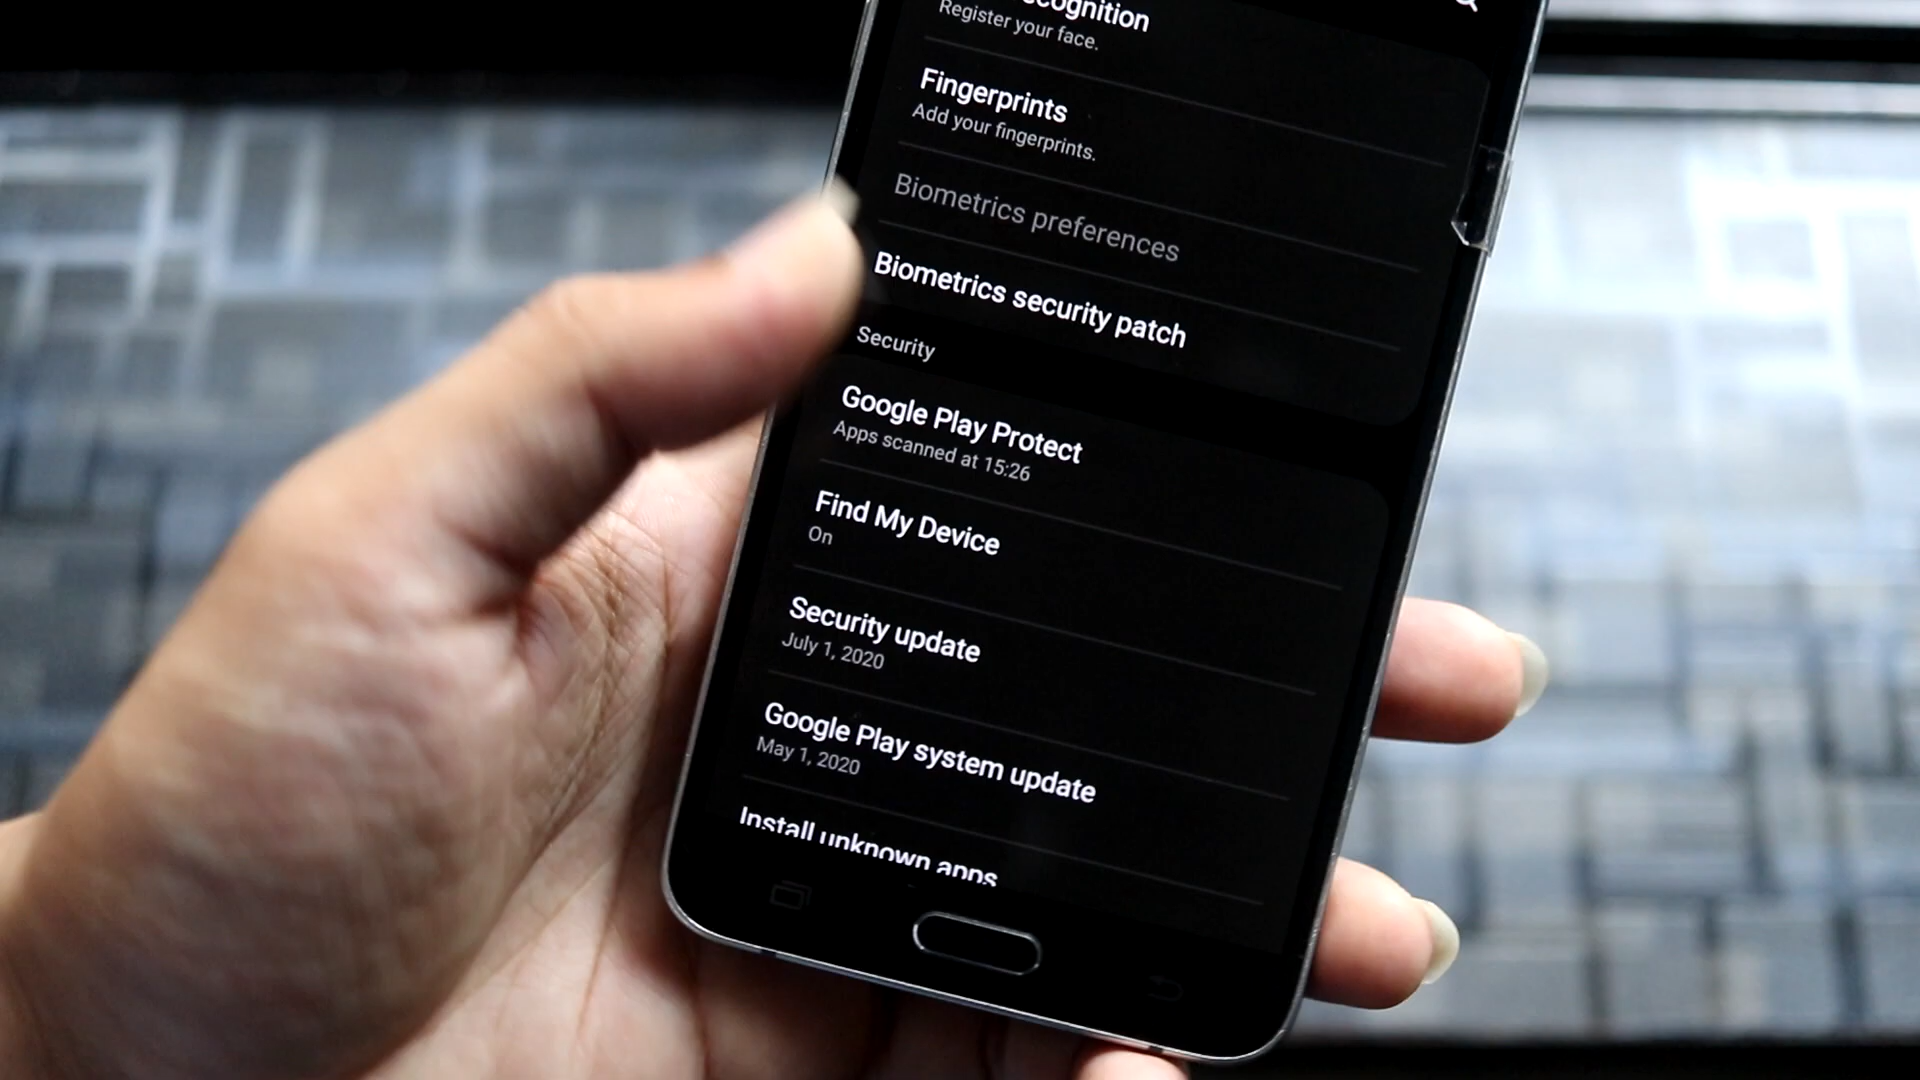 ecognition
Register your face.
Fingerprints
Add your fingerprints.
Biometrics preferences
Biometrics security patch
Security
Google Play Protect
Apps scanned at 15:26
Find My Device
On
Security update
July 1, 2020
Google Play system update
May 1, 2020
Install unknown apps